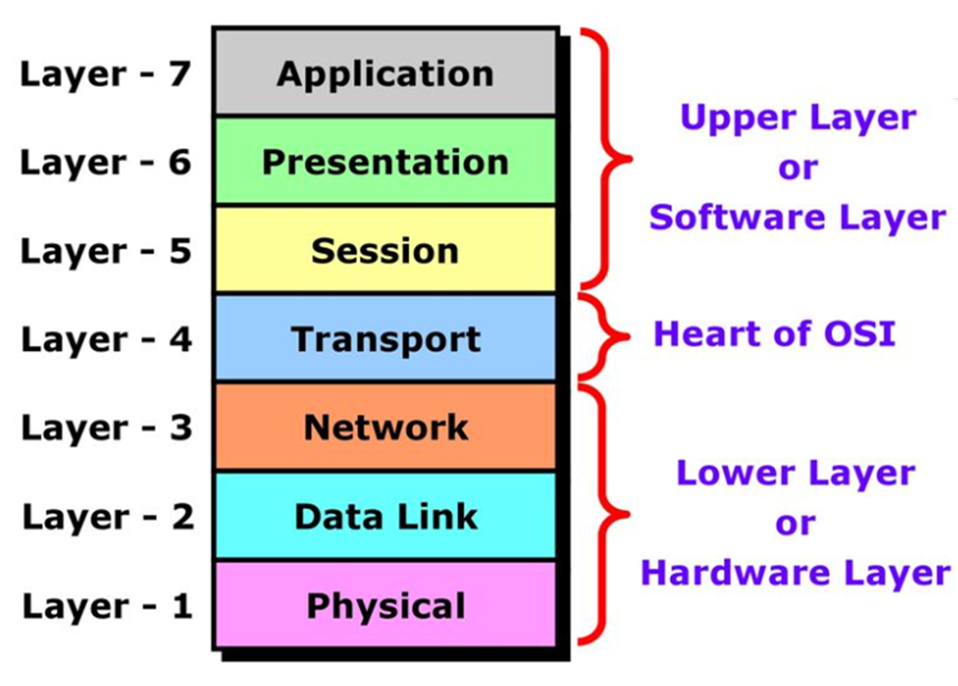 Layer - 7 Application
Layer - 6 Presentation
Layer - 5 Session
Layer - 4 Transport
Layer - 3 Network
Layer - 2 Data Link
Layer - 1 Physical
Upper Layer
or
Software Layer
Heart of OSI
Lower Layer
or
Hardware Layer